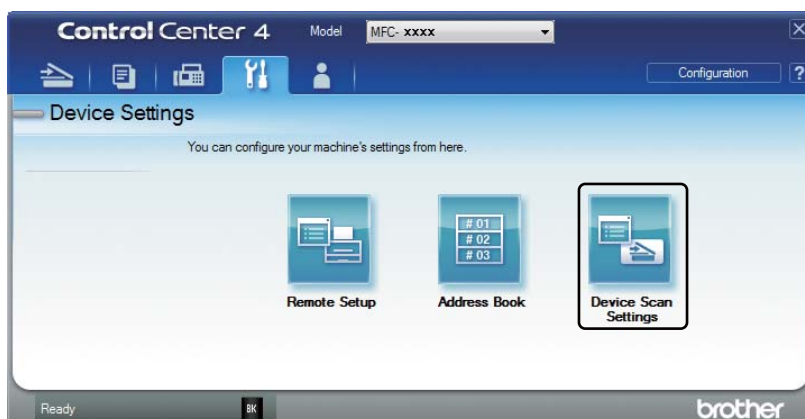 Control Center 4
Model
MFC- xxxx
Configuration
?
Device Settings
You can configure your machine's settings from here.
# 01
# 02
# 03
Remote Setup
Address Book
Device Scan
Settings
Ready
BK
brother